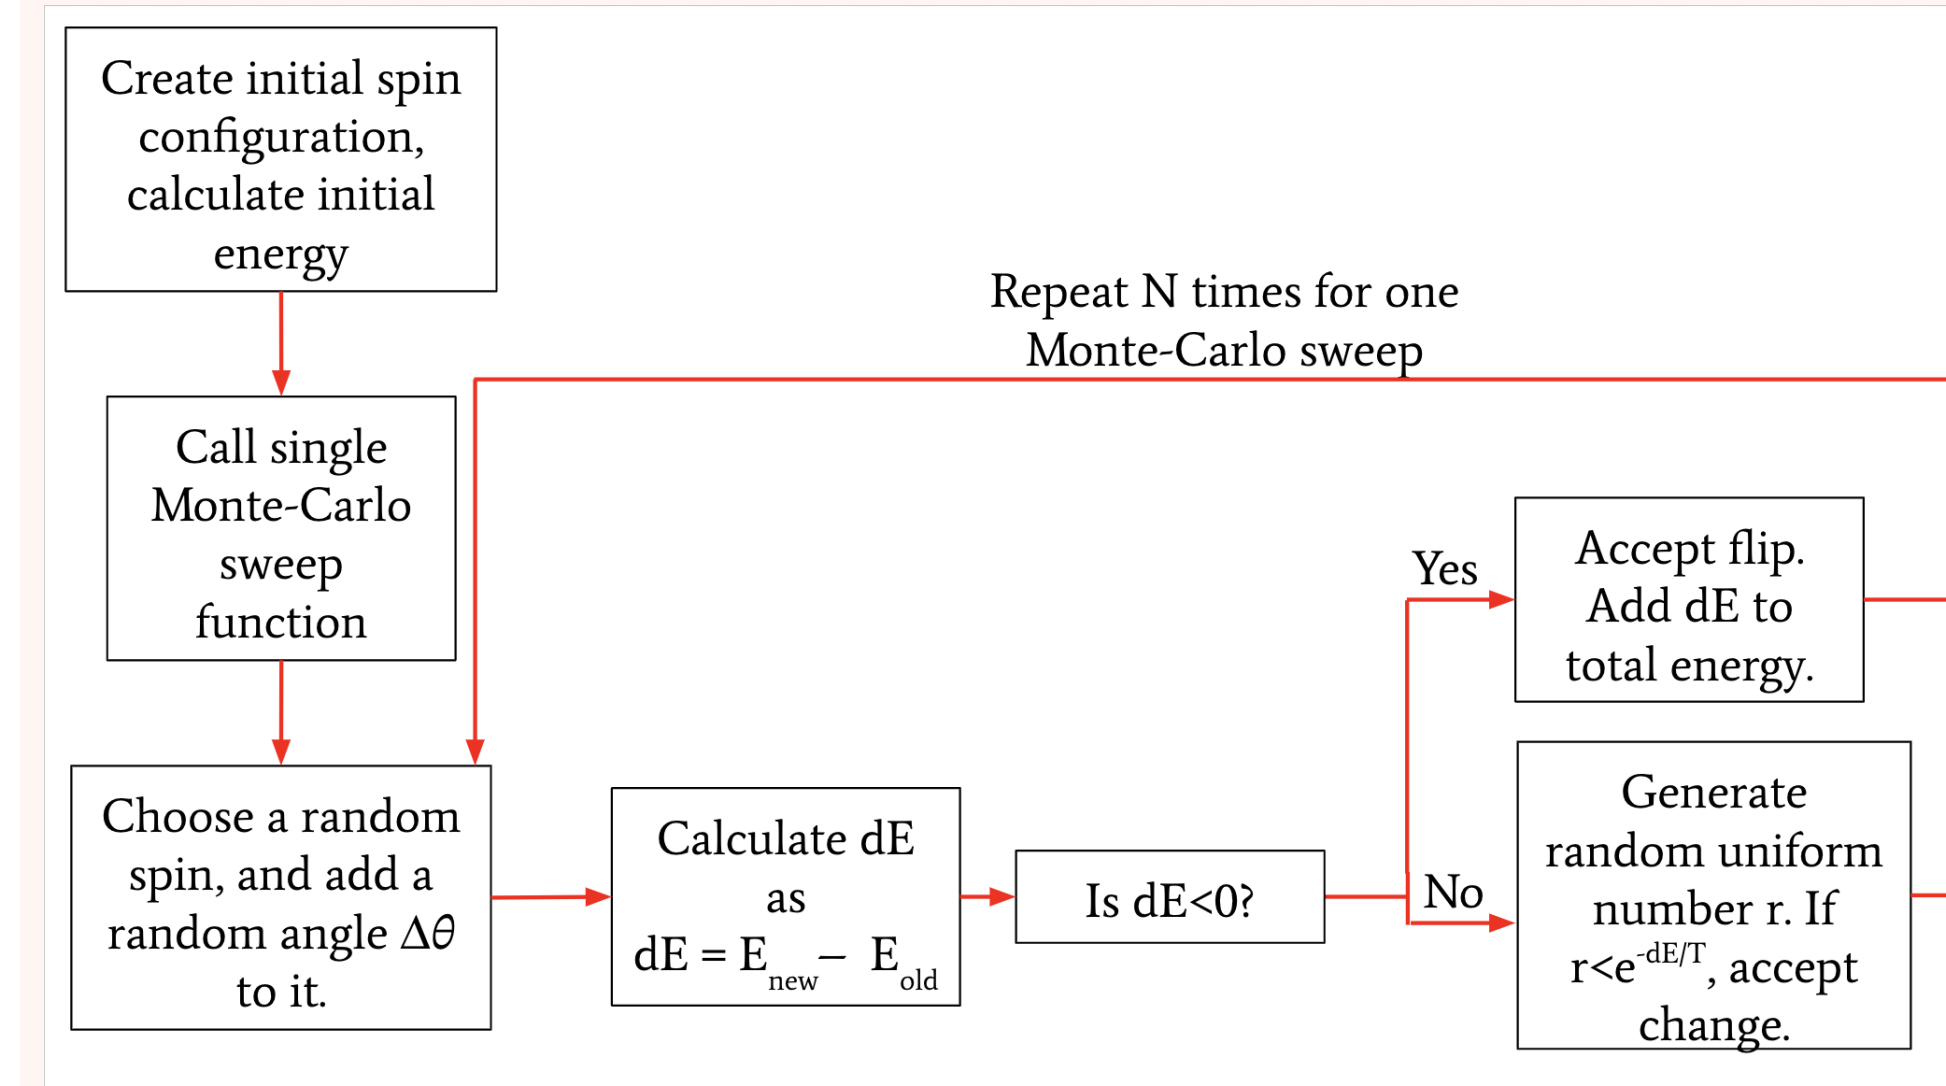 Create initial spin
configuration,
calculate initial
energy
Repeat N times for one
Monte-Carlo sweep
Call single
Monte-Carlo
sweep
function
Choose a random
spin, and add a
random angle Δθ
to it.
Calculate dE
as
dE = Enew – Eold
Is dE<0?
Yes
No
Accept flip.
Add dE to
total energy.
Generate
random uniform
number r. If
r<e-dE/T, accept
change.